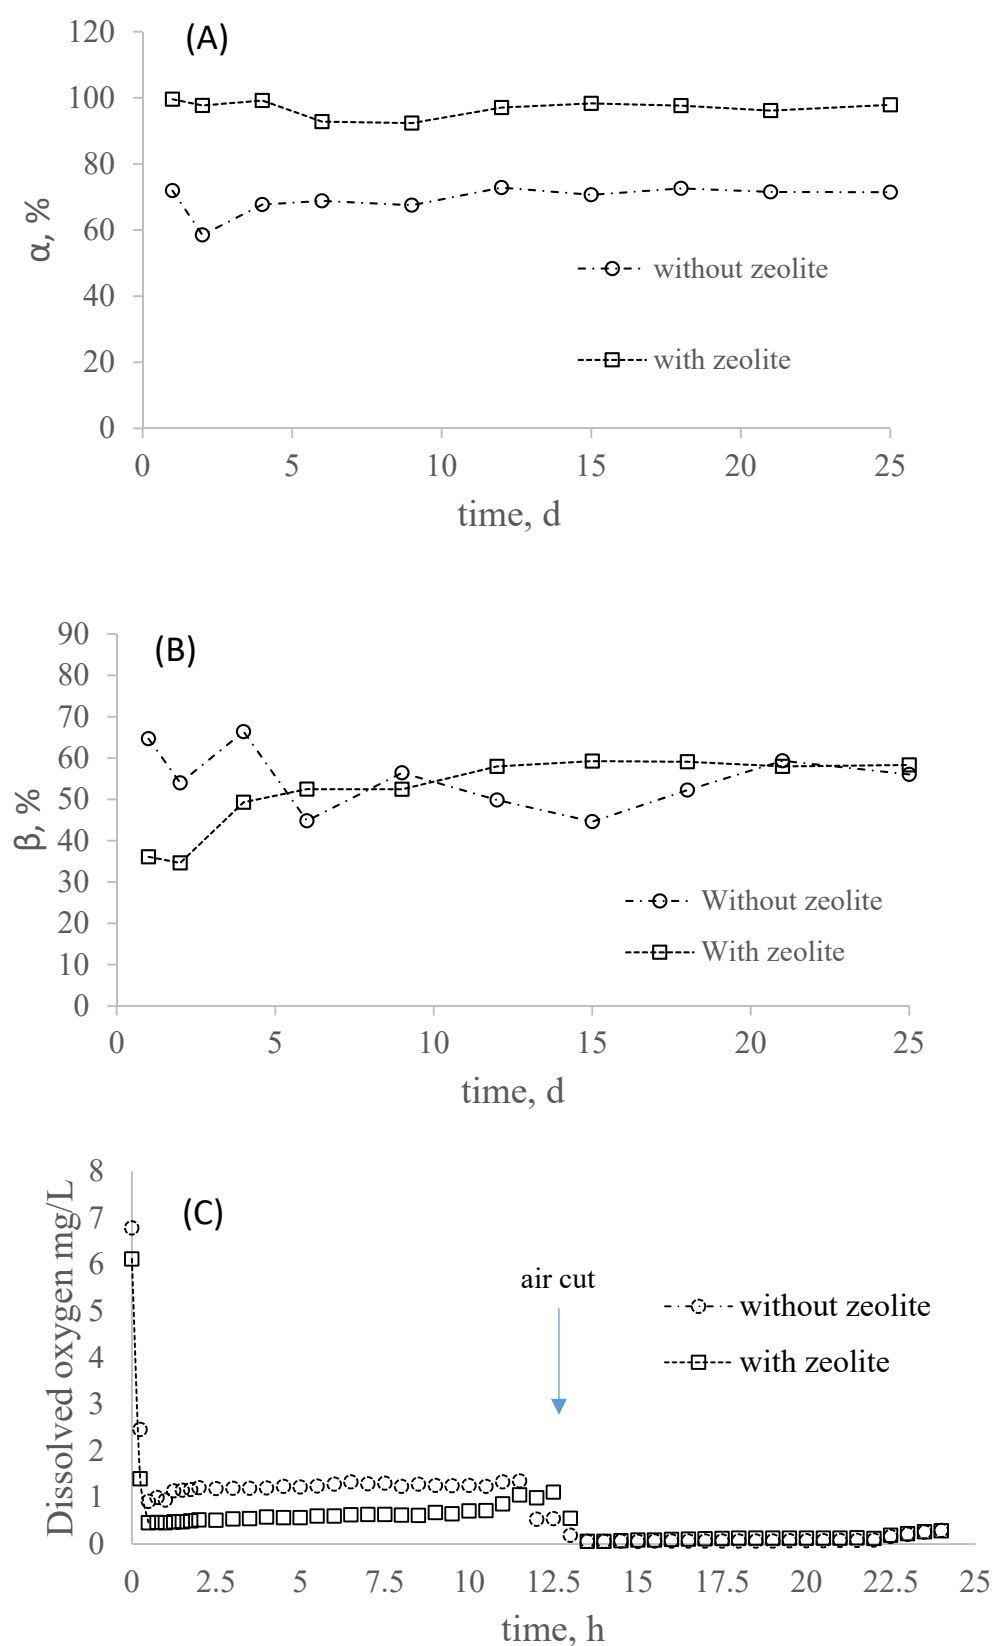 (A)
120
100
80
60
40
20
0
α, %
without zeolite
with zeolite
0 5 10 15 20 25
time, d
(B)
90
80
70
60
50
40
30
20
10
0
β, %
Without zeolite
With zeolite
0 5 10 15 20 25
time, d
(C)
8
7
6
5
4
3
2
1
0
Dissolved oxygen mg/L
air cut
without zeolite
with zeolite
0 2.5 5 7.5 10 12.5 15 17.5 20 22.5 25
time, h